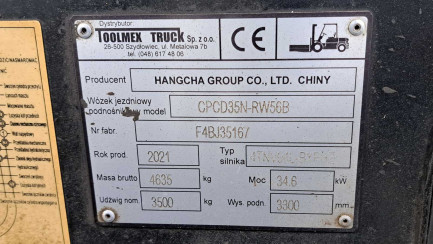 Dystrybutor
TOOLMEX TRUCK Sp. z o.o.
26-500 Szydłowiec, ul. Metalowa 7b
tel. (048) 617 48 06
CE
Producent HANGCHA GROUP CO., LTD. CHINY
Wózek jezdniowy podnośnikowy model CPCD35N-RW56B
Nr fabr. F4BJ35167
Rok prod. 2021 Typ silnika
Masa brutto 4635 kg Moc 34.6 kW
Udźwig nom. 3500 kg Wys. podn. 3300 mm